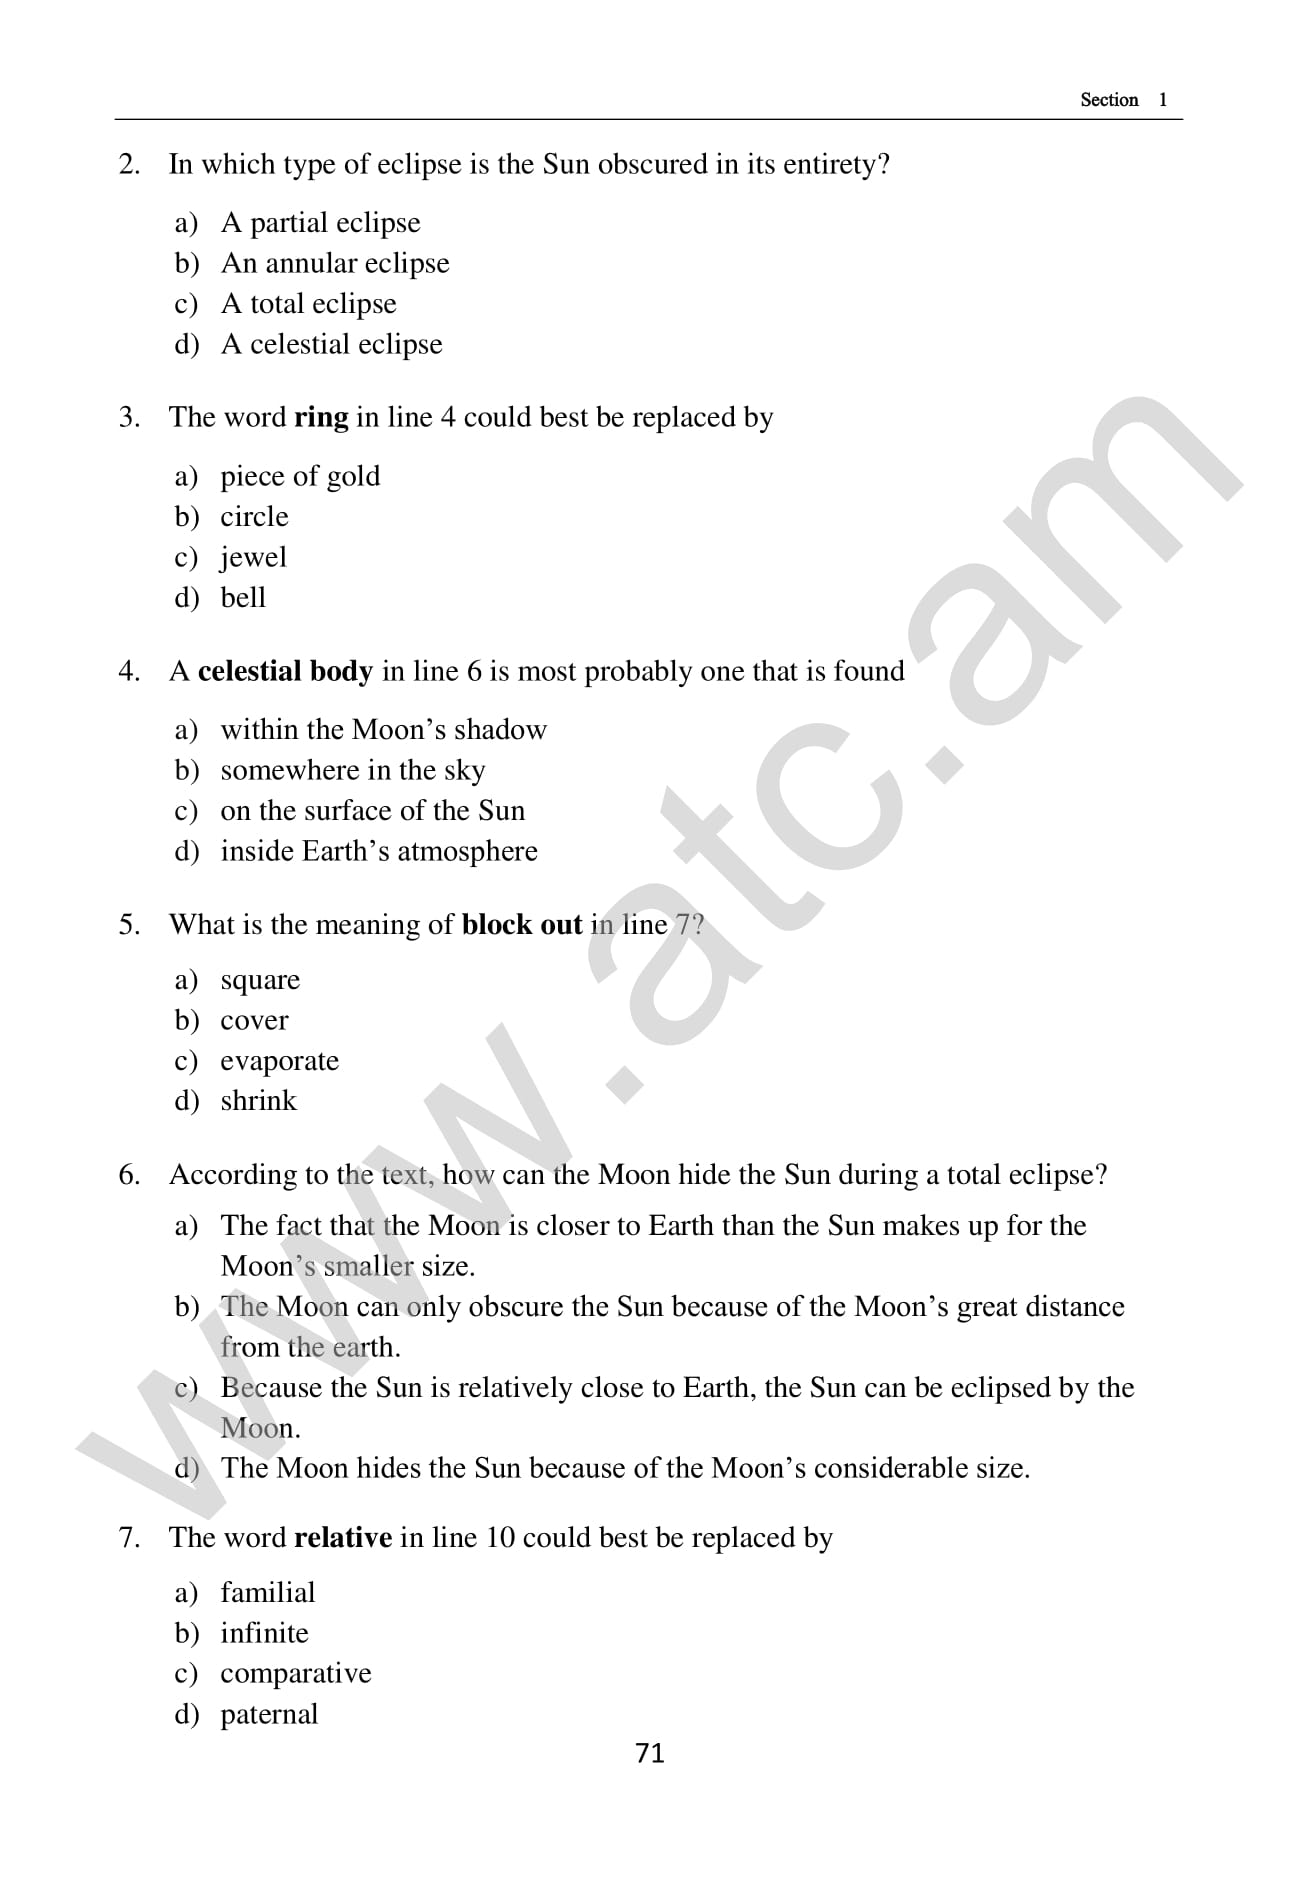 Section 1
2. In which type of eclipse is the Sun obscured in its entirety?
a) A partial eclipse
b) An annular eclipse
c) A total eclipse
d) A celestial eclipse
3. The word ring in line 4 could best be replaced by
a) piece of gold
b) circle
c) jewel
d) bell
4. A celestial body in line 6 is most probably one that is found
a) within the Moon’s shadow
b) somewhere in the sky
c) on the surface of the Sun
d) inside Earth’s atmosphere
5. What is the meaning of block out in line 7?
a) square
b) cover
c) evaporate
d) shrink
6. According to the text, how can the Moon hide the Sun during a total eclipse?
a) The fact that the Moon is closer to Earth than the Sun makes up for the
Moon’s smaller size.
b) The Moon can only obscure the Sun because of the Moon’s great distance
from the earth.
c) Because the Sun is relatively close to Earth, the Sun can be eclipsed by the
Moon.
d) The Moon hides the Sun because of the Moon’s considerable size.
7. The word relative in line 10 could best be replaced by
a) familial
b) infinite
c) comparative
d) paternal
71
www.atc.am